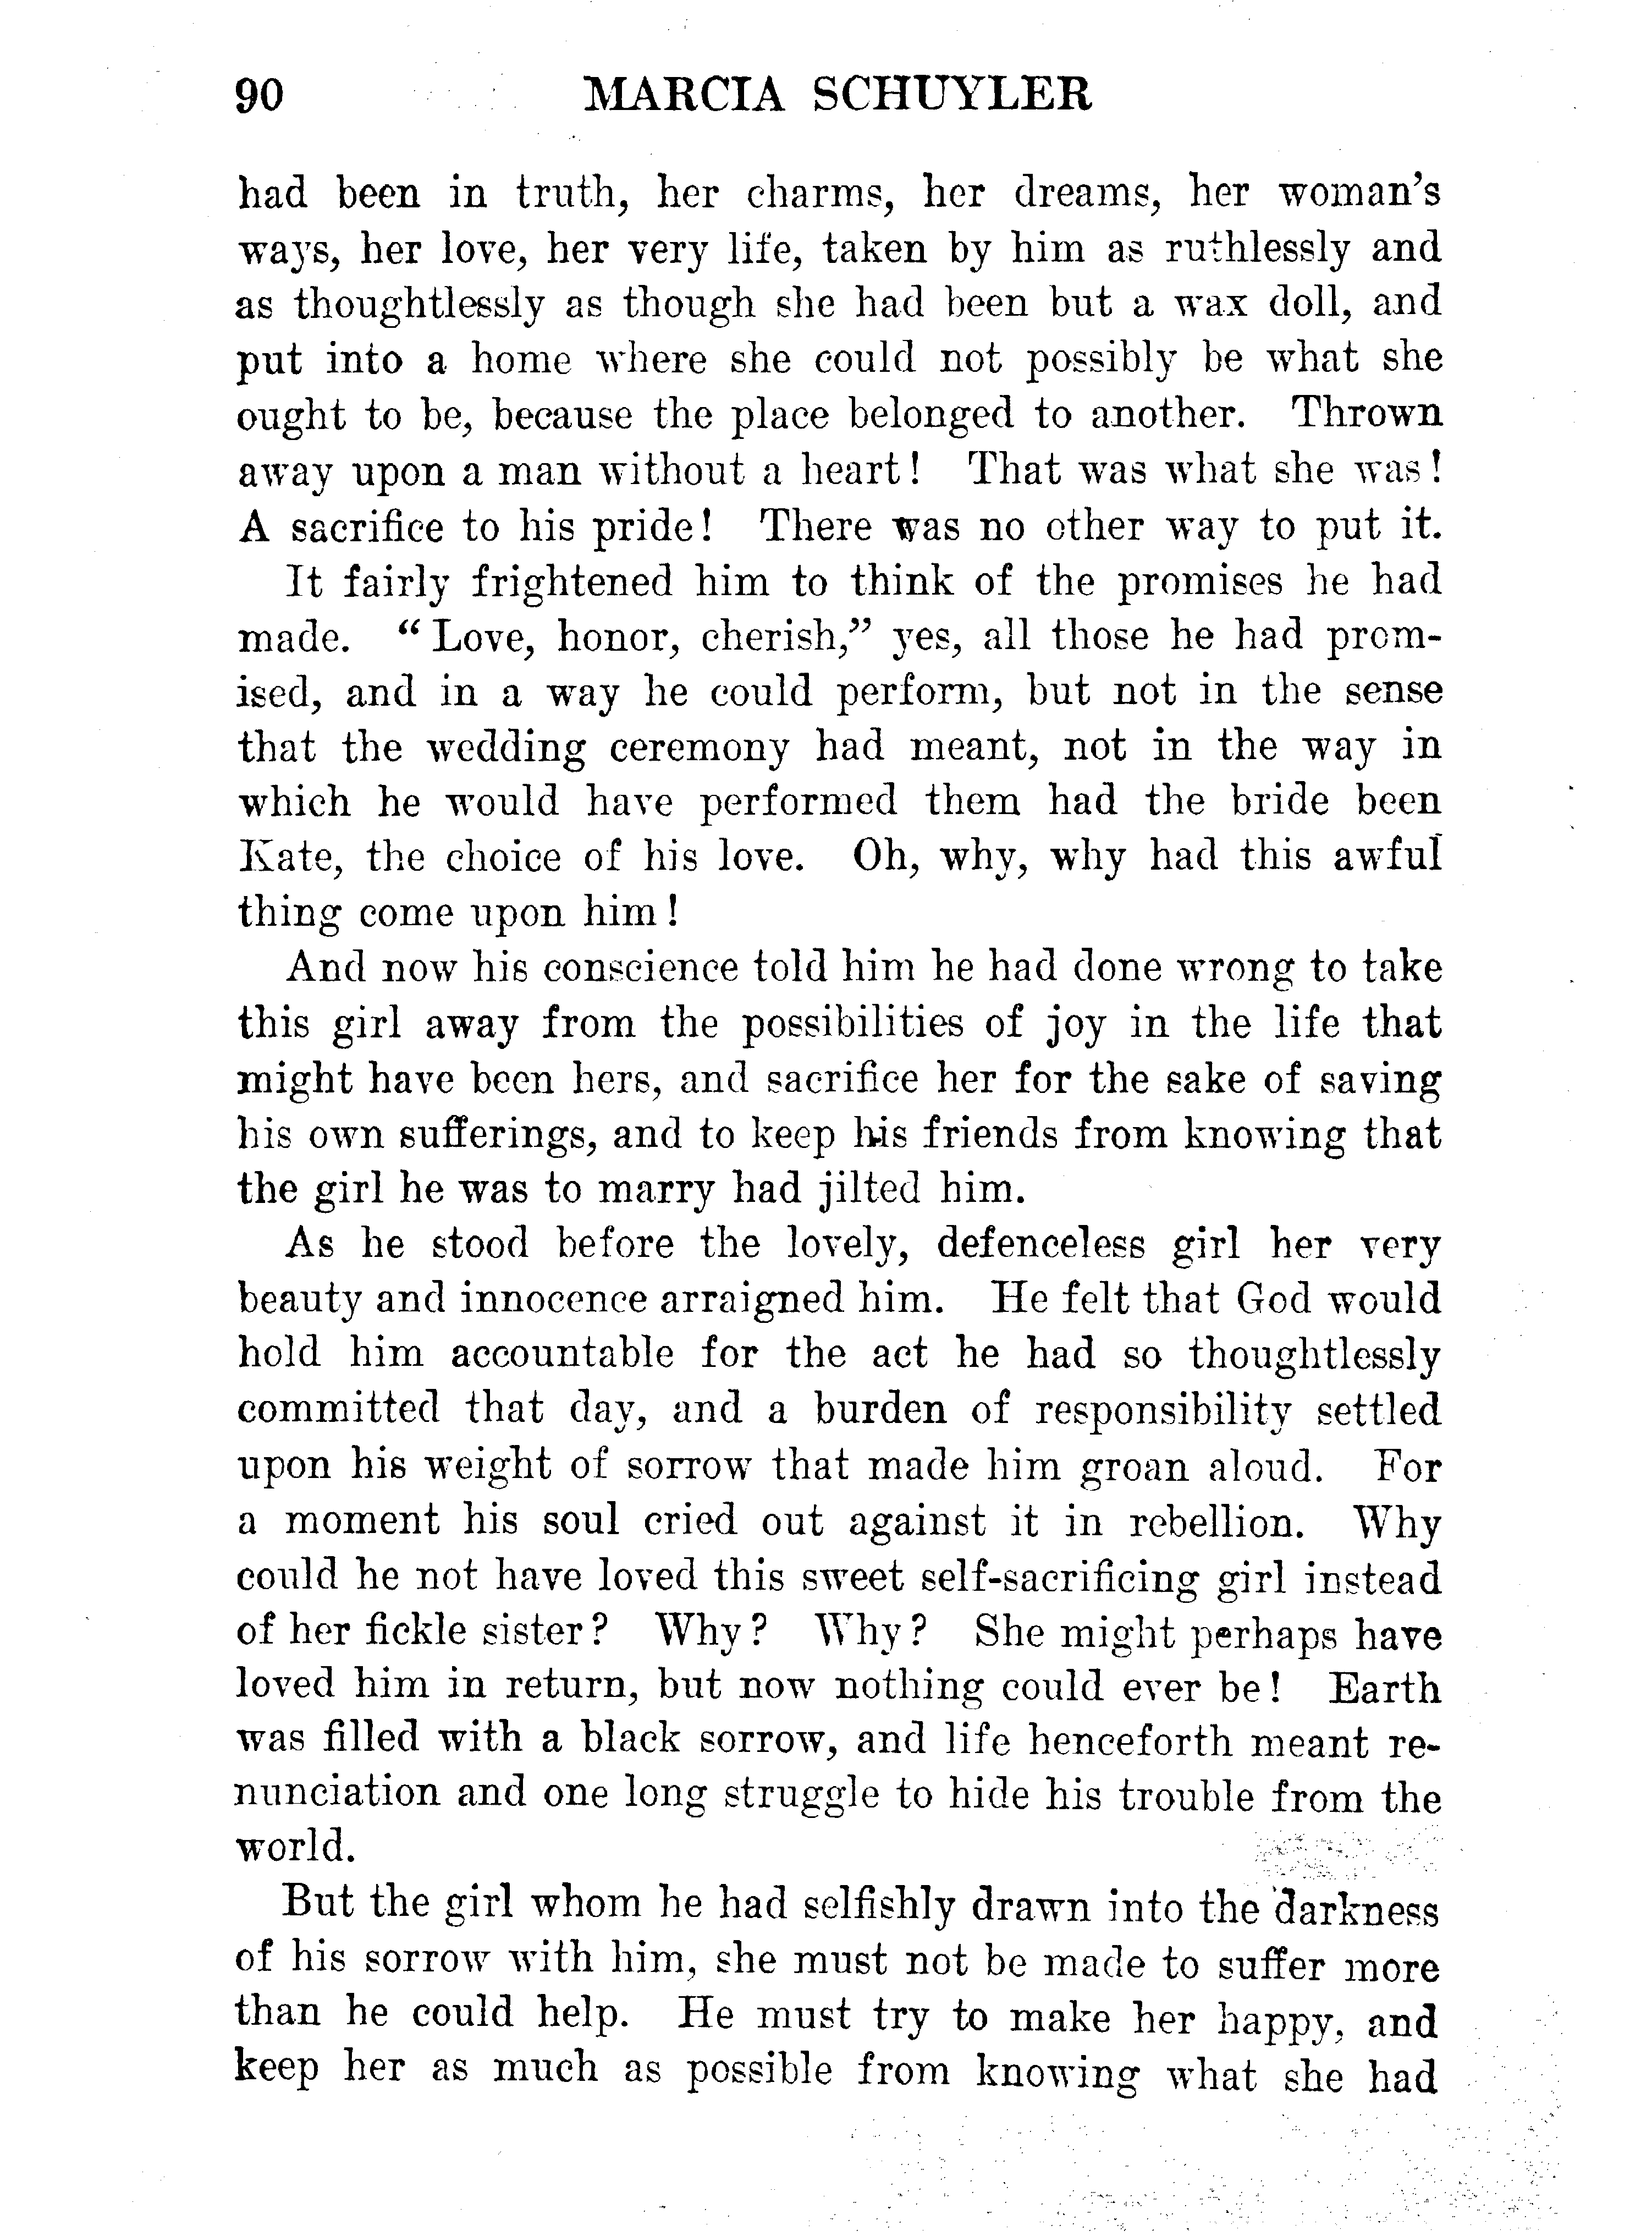 90 MARCIA SCHUYLER
had been in truth, her charms, her dreams, her woman's
ways, her love, her very life, taken by him as ruthlessly and
as thoughtlessly as though she had been but a wax doll, and
put into a home where she could not possibly be what she
ought to be, because the place belonged to another. Thrown
away upon a man without a heart! That was what she was!
A sacrifice to his pride! There was no other way to put it.
It fairly frightened him to think of the promises he had
made. "Love, honor, cherish," yes, all those he had prom-
ised, and in a way he could perform, but not in the sense
that the wedding ceremony had meant, not in the way in
which he would have performed them had the bride been
Kate, the choice of his love. Oh, why, why had this awful
thing come upon him!
And now his conscience told him he had done wrong to take
this girl away from the possibilities of joy in the life that
might have been hers, and sacrifice her for the sake of saving
his own sufferings, and to keep his friends from knowing that
the girl he was to marry had jilted him.
As he stood before the lovely, defenceless girl her very
beauty and innocence arraigned him. He felt that God would
hold him accountable for the act he had so thoughtlessly
committed that day, and a burden of responsibility settled
upon his weight of sorrow that made him groan aloud. For
a moment his soul cried out against it in rebellion. Why
could he not have loved this sweet self-sacrificing girl instead
of her fickle sister? Why? Why? She might perhaps have
loved him in return, but now nothing could ever be! Earth
was filled with a black sorrow, and life henceforth meant re-
nunciation and one long struggle to hide his trouble from the
world.
But the girl whom he had selfishly drawn into the darkness
of his sorrow with him, she must not be made to suffer more
than he could help. He must try to make her happy, and
keep her as much as possible from knowing what she had